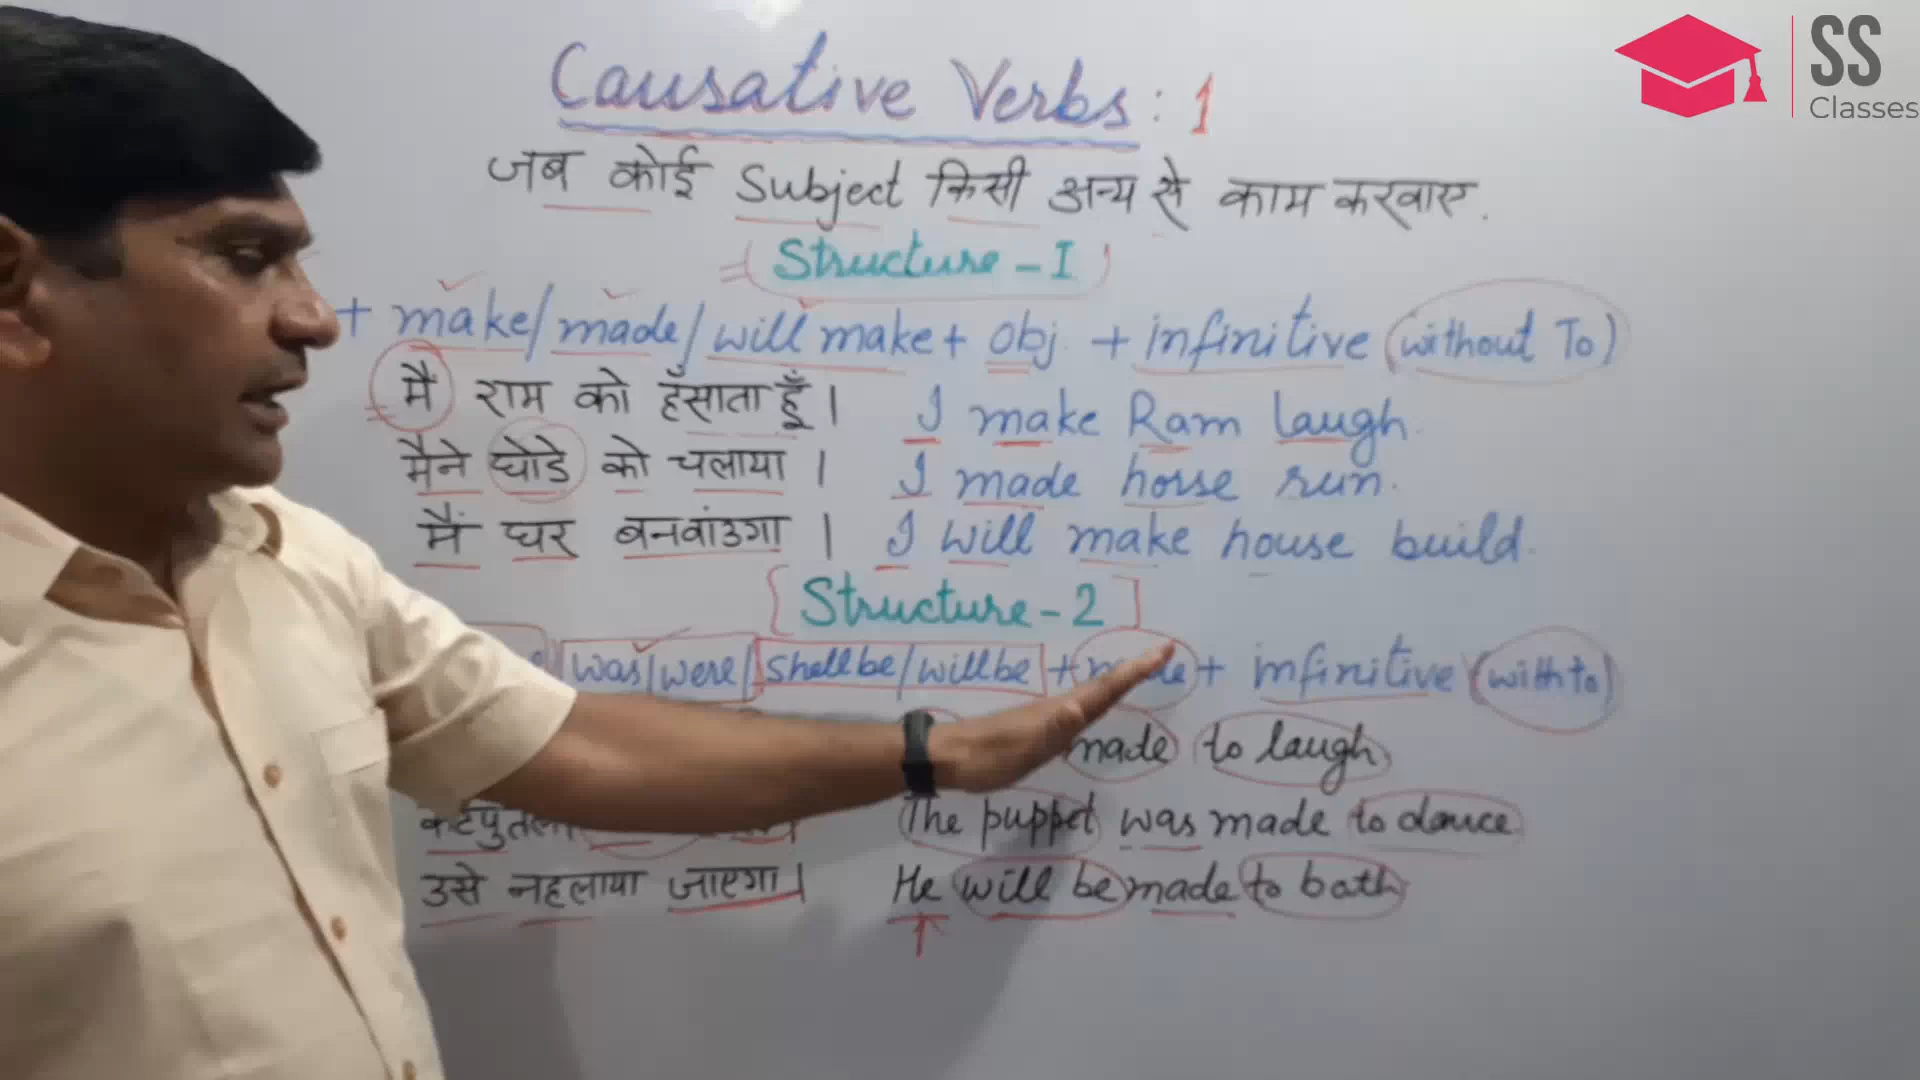 SS
Classes
Causative Verbs : 1
जब कोई Subject किसी अन्य से काम करवाए.
Structure - I
+ make/made/will make + obj. + infinitive (without To)
मैं राम को हँसाता हूँ। I make Ram laugh.
मैने घोडे को चलाया । I made horse run.
मैं घर बनवांउगा । I will make house build.
Structure - 2
was/were/shall be/will be + + infinitive (with to)
made to laugh.
The puppet was made to dance
उसे नहलाया जाएगा। He will be made to bath